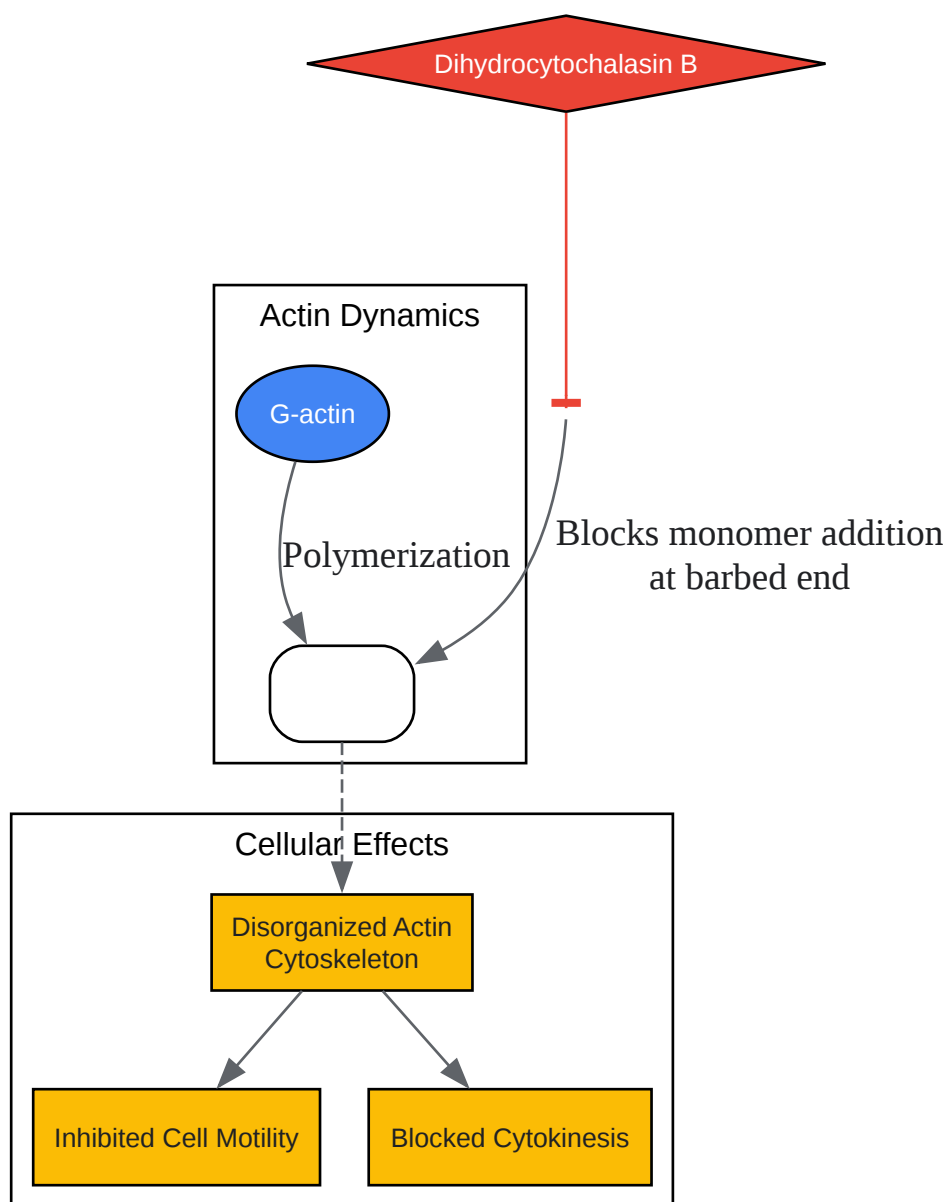 Dihydrocytochalasin B
Actin Dynamics
G-actin
Polymerization
Blocks monomer addition
at barbed end
Cellular Effects
Disorganized Actin
Cytoskeleton
Inhibited Cell Motility
Blocked Cytokinesis